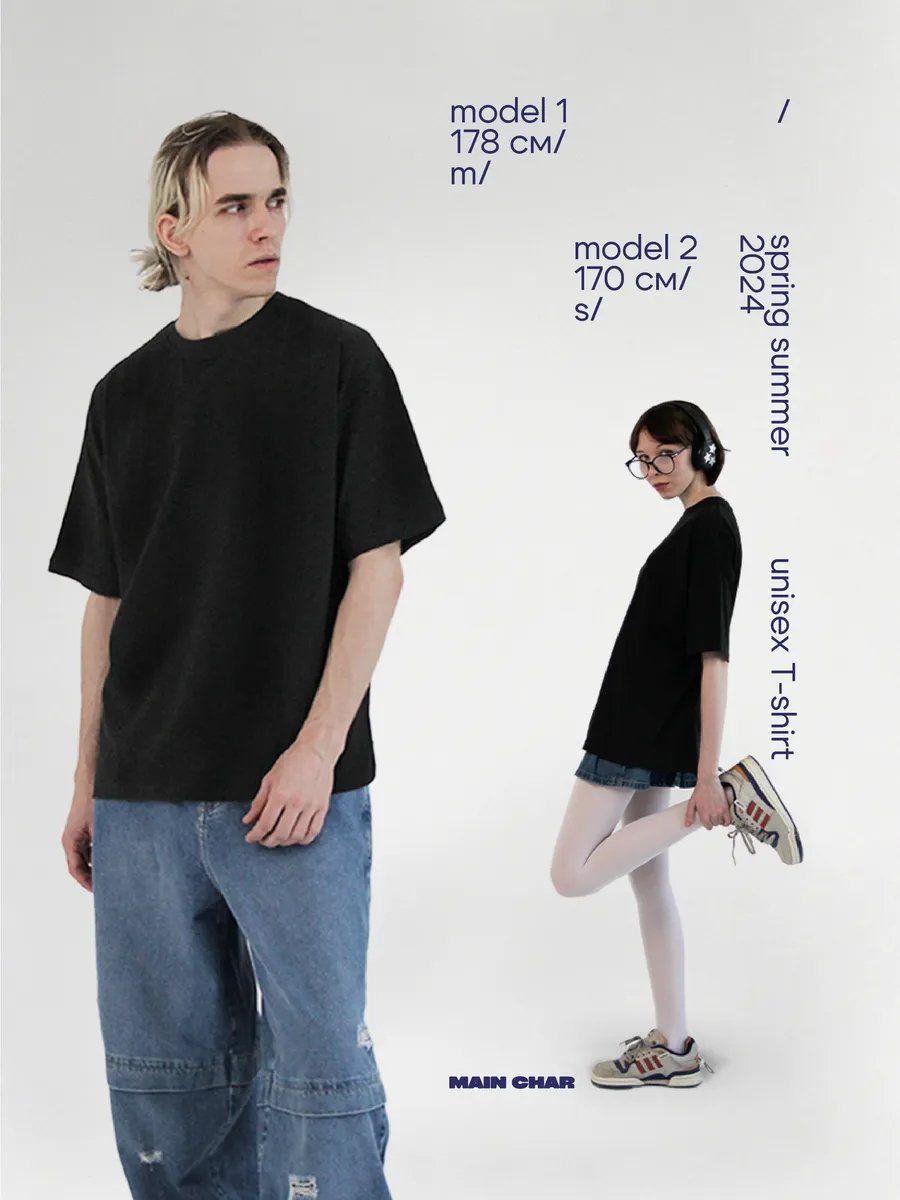 model 1
178 см/
m/
/
model 2
170 см/
s/
spring summer
2024
unisex T-shirt
MAIN CHAR